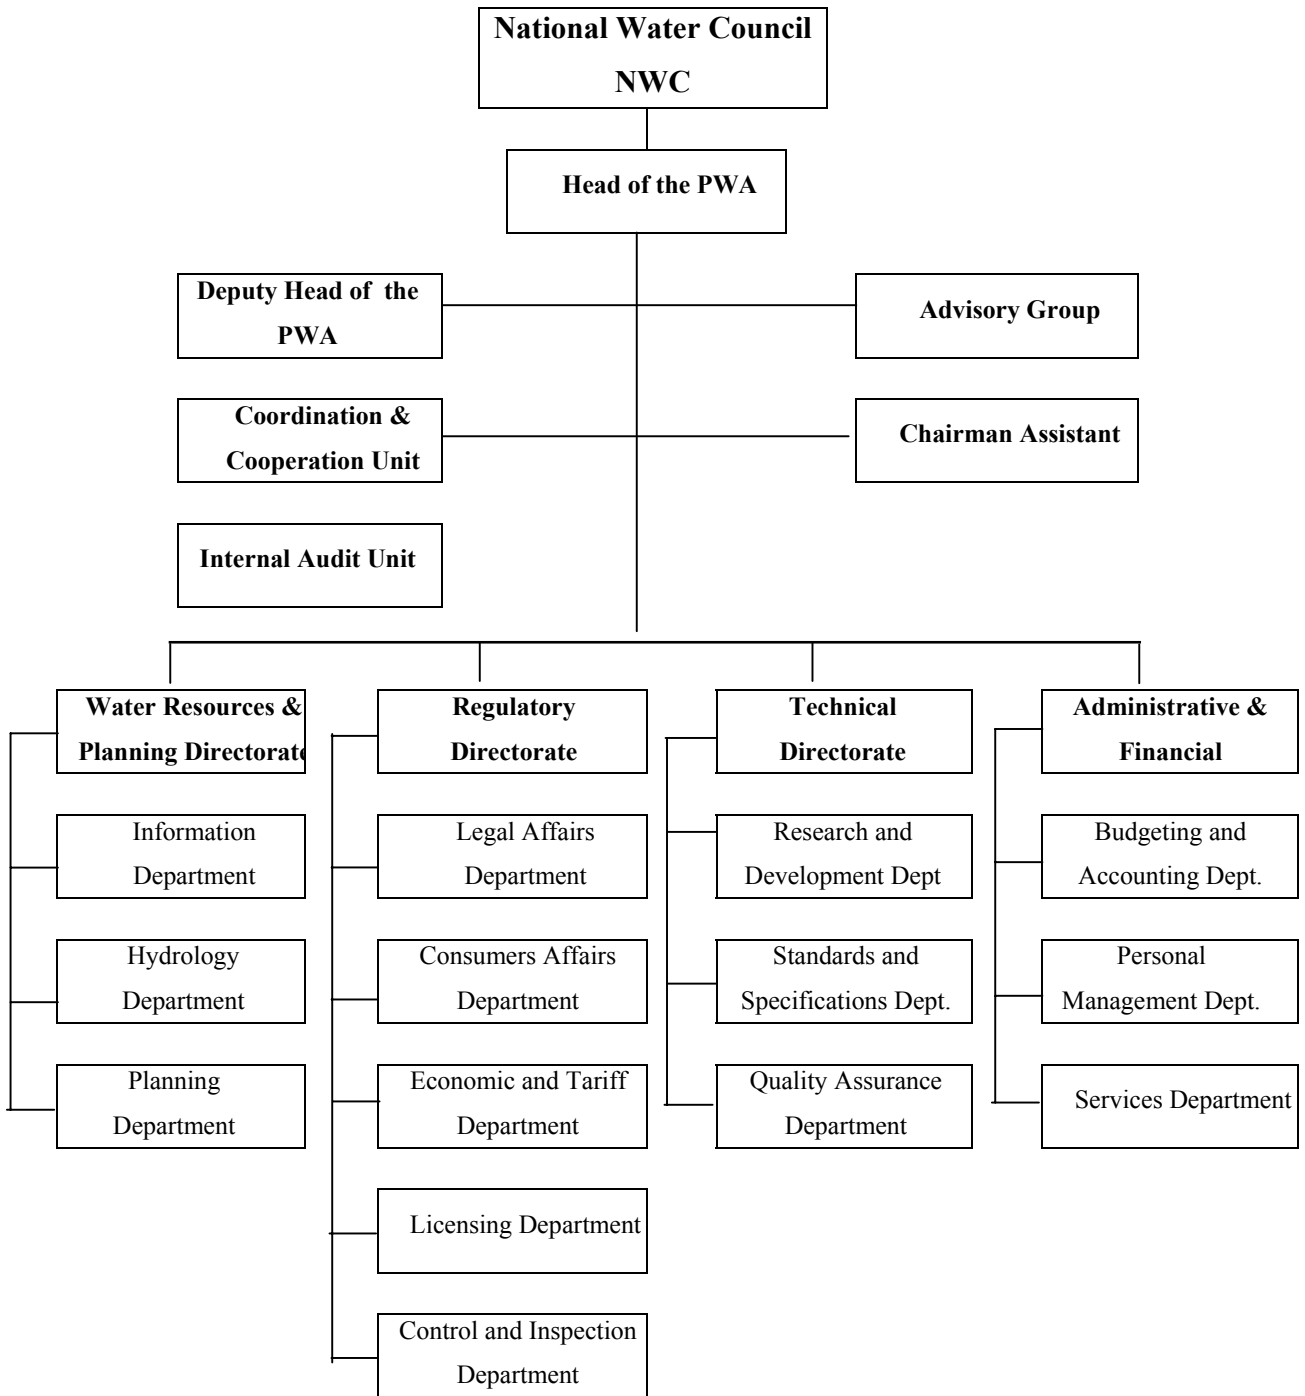 National Water Council
NWC
Head of the PWA
Deputy Head of the
PWA
Advisory Group
Coordination &
Cooperation Unit
Chairman Assistant
Internal Audit Unit
Water Resources &
Planning Directorate
Regulatory
Directorate
Technical
Directorate
Administrative &
Financial
Information
Department
Legal Affairs
Department
Research and
Development Dept
Budgeting and
Accounting Dept.
Hydrology
Department
Consumers Affairs
Department
Standards and
Specifications Dept.
Personal
Management Dept.
Planning
Department
Economic and Tariff
Department
Quality Assurance
Department
Services Department
Licensing Department
Control and Inspection
Department